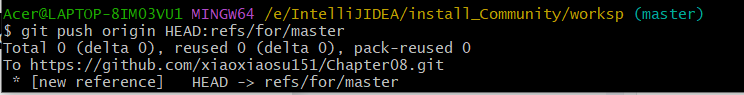 Acer@LAPTOP-8IM03VU1 MINGW64 /e/IntelliJIDEA/install_Community/worksp (master)
$ git push origin HEAD:refs/for/master
Total 0 (delta 0), reused 0 (delta 0), pack-reused 0
To https://github.com/xiaoxiaosu151/Chapter08.git
 * [new reference]   HEAD -> refs/for/master